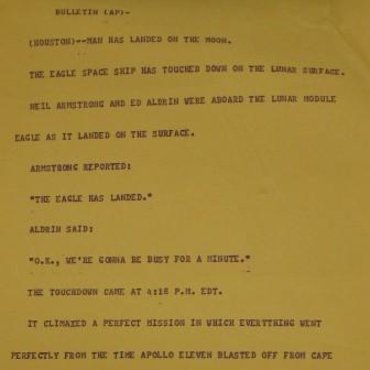 BULLETIN (AP)-
(HOUSTON)--MAN HAS LANDED ON THE MOON.
THE EAGLE SPACE SHIP HAS TOUCHED DOWN ON THE LUNAR SURFACE.
NEIL ARMSTRONG AND ED ALDRIN WERE ABOARD THE LUNAR MODULE
EAGLE AS IT LANDED ON THE SURFACE.
ARMSTRONG REPORTED:
"THE EAGLE HAS LANDED."
ALDRIN SAID:
"O.K., WE'RE GONNA BE BUSY FOR A MINUTE."
THE TOUCHDOWN CAME AT 4:18 P.M. EDT.
IT CLIMAXED A PERFECT MISSION IN WHICH EVERYTHING WENT
PERFECTLY FROM THE TIME APOLLO ELEVEN BLASTED OFF FROM CAPE